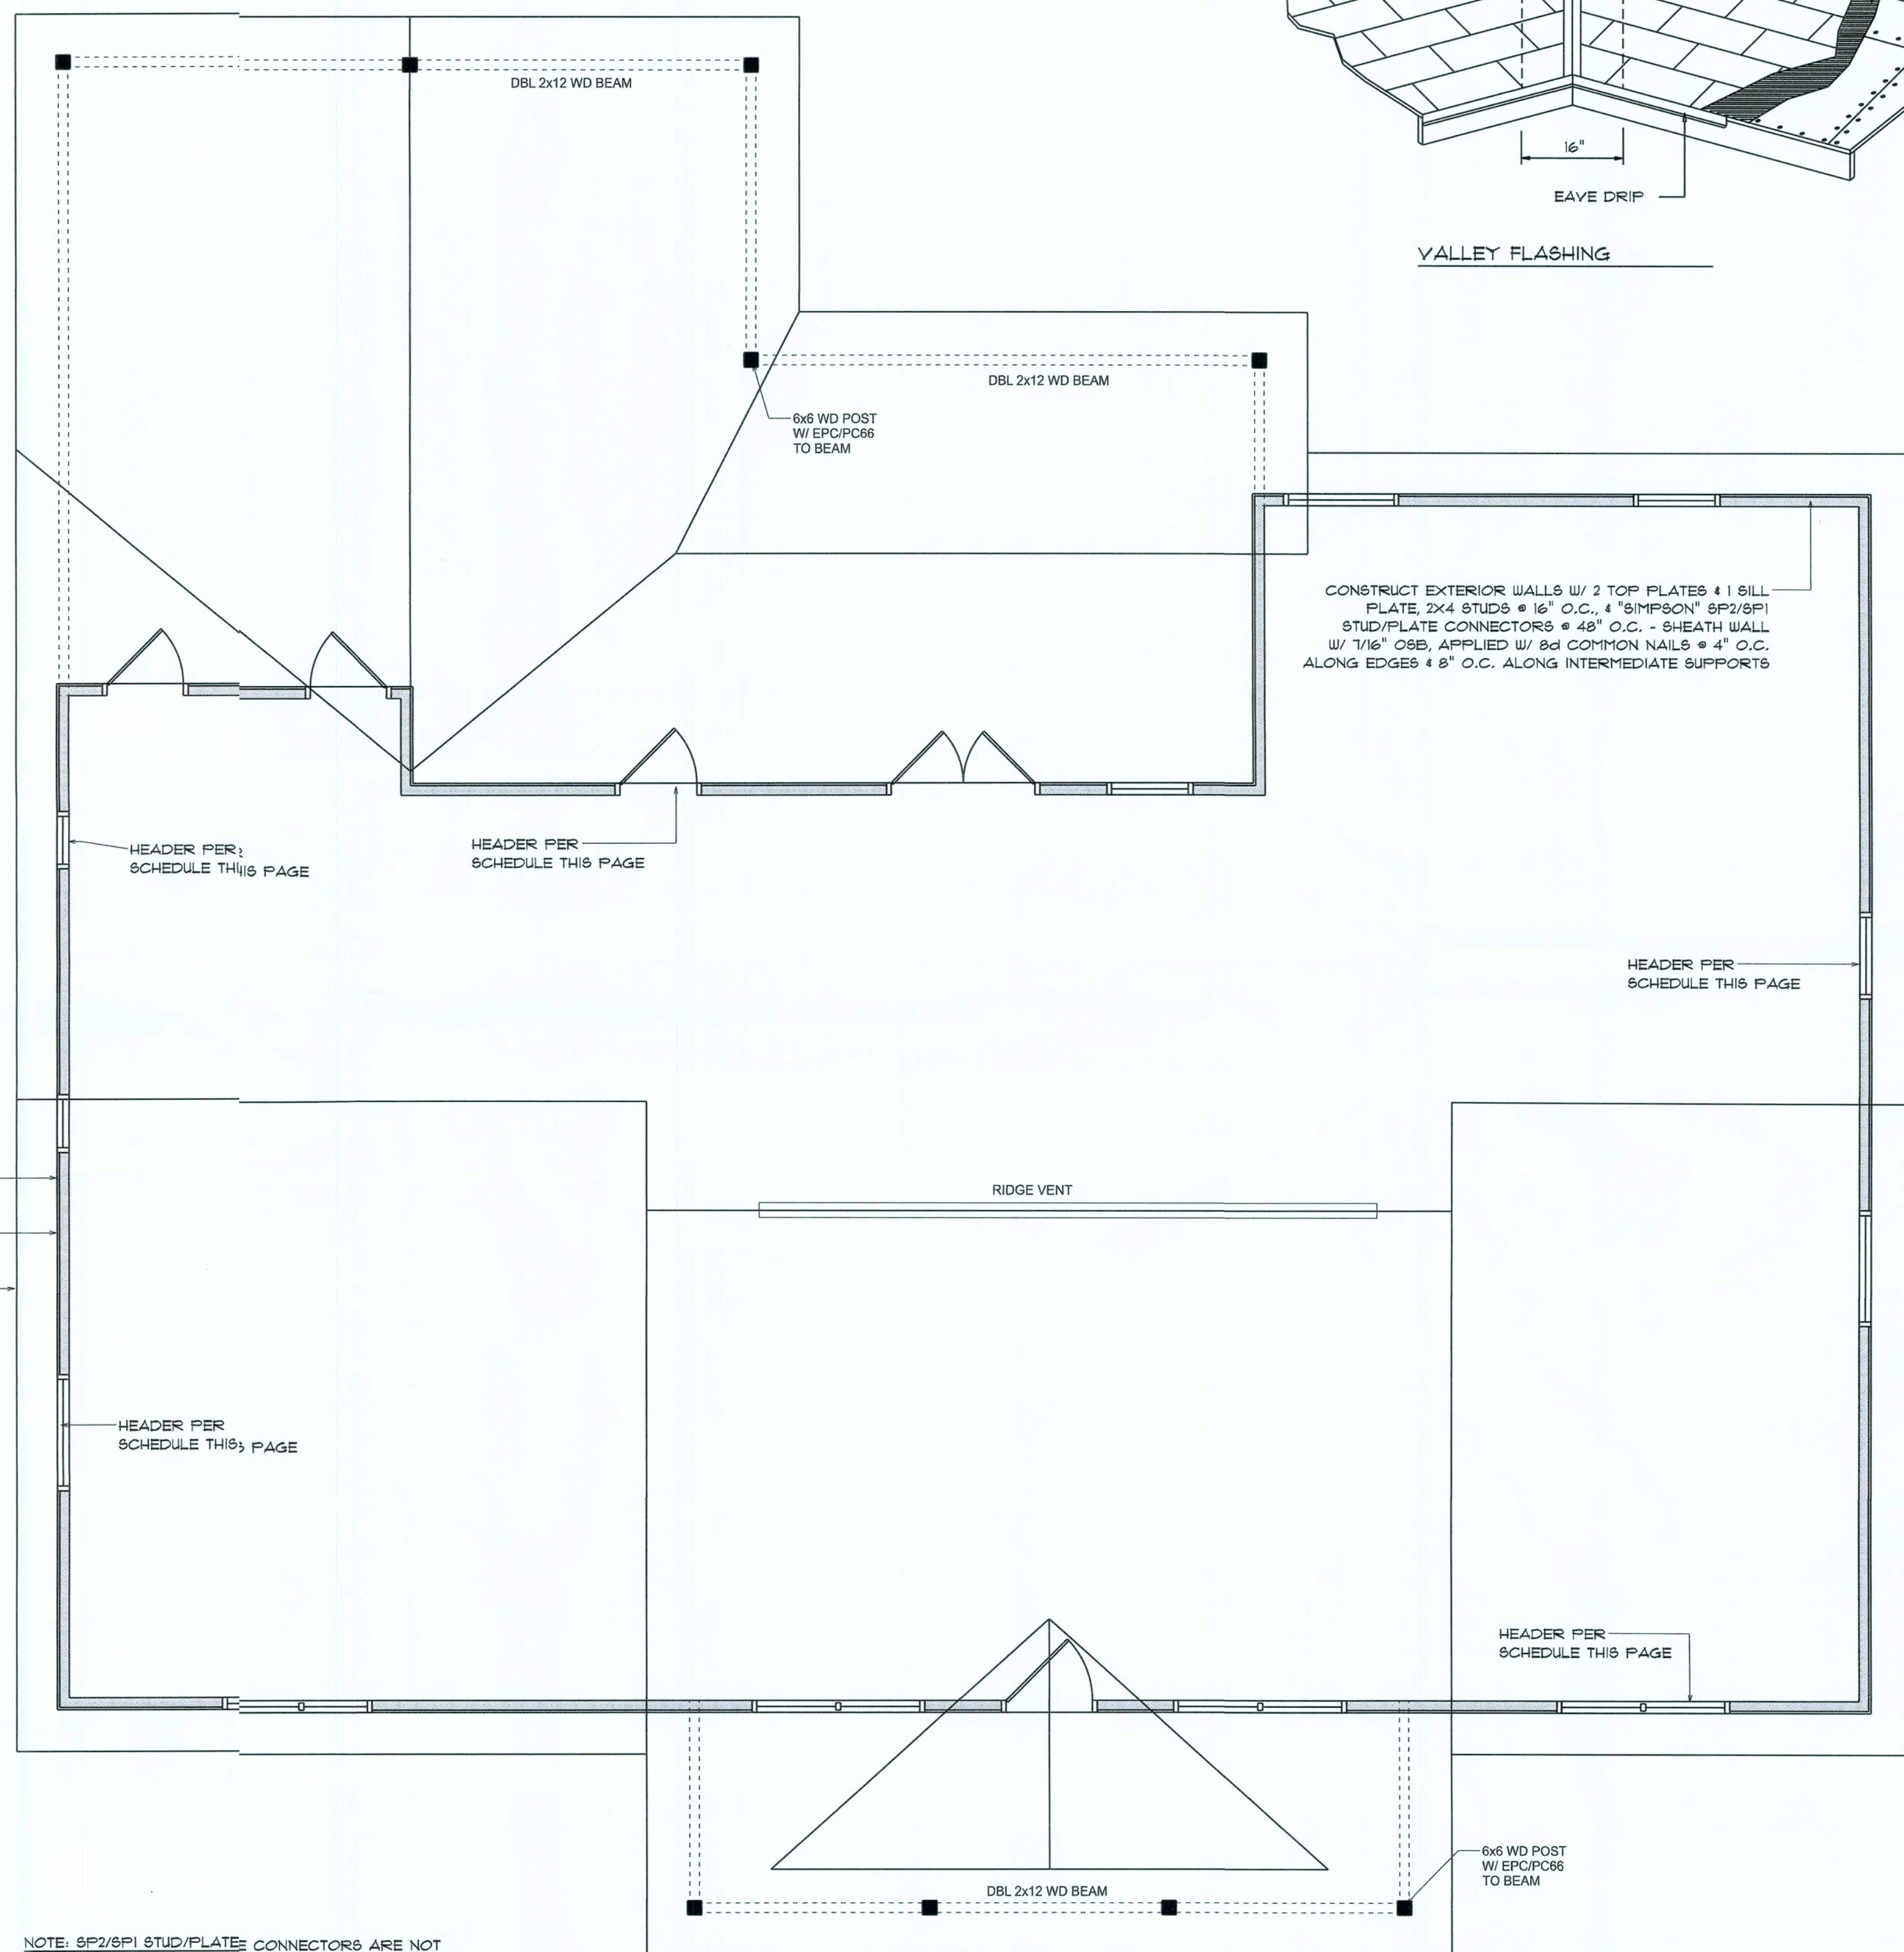 DBL 2x12 WD BEAM
16"
EAVE DRIP
VALLEY FLASHING
DBL 2x12 WD BEAM
6x6 WD POST
W/ EPC/PC66
TO BEAM
CONSTRUCT EXTERIOR WALLS W/ 2 TOP PLATES & 1 SILL
PLATE, 2X4 STUDS @ 16" O.C., & "SIMPSON" SP2/SP1
STUD/PLATE CONNECTORS @ 48" O.C. - SHEATH WALL
W/ 7/16" OSB, APPLIED W/ 8d COMMON NAILS @ 4" O.C.
ALONG EDGES & 8" O.C. ALONG INTERMEDIATE SUPPORTS
HEADER PER
SCHEDULE THIS PAGE
HEADER PER
SCHEDULE THIS PAGE
HEADER PER
SCHEDULE THIS PAGE
RIDGE VENT
HEADER PER
SCHEDULE THIS PAGE
HEADER PER
SCHEDULE THIS PAGE
6x6 WD POST
W/ EPC/PC66
TO BEAM
DBL 2x12 WD BEAM
NOTE: SP2/SP1 STUD/PLATE CONNECTORS ARE NOT